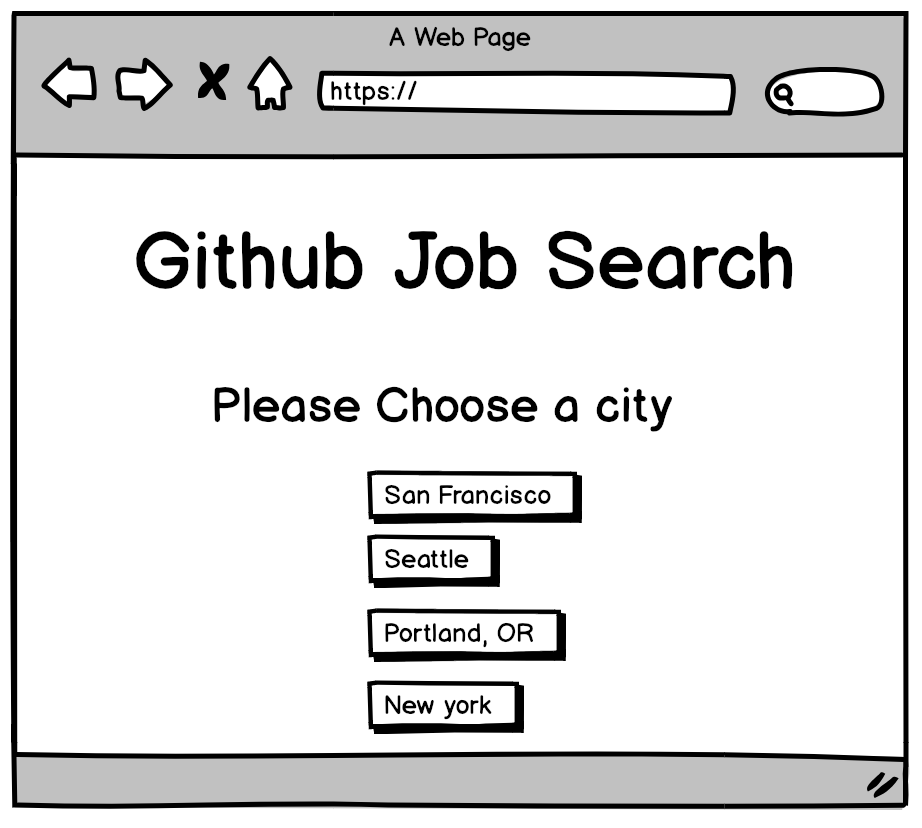 A Web Page
https://
Github Job Search
Please Choose a city
San Francisco
Seattle
Portland, OR
New york